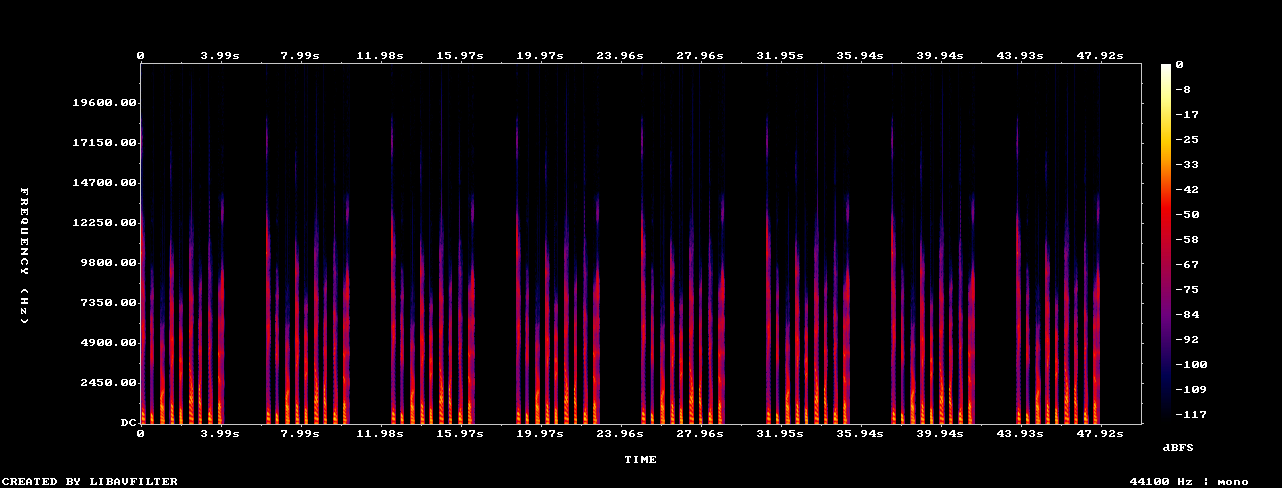 0 3.99s 7.99s 11.98s 15.97s 19.97s 23.96s 27.96s 31.95s 35.94s 39.94s 43.93s 47.92s
19600.00
17150.00
14700.00
12250.00
9800.00
7350.00
4900.00
2450.00
DC
FREQUENCY (Hz)
0
-8
-17
-25
-33
-42
-50
-58
-67
-75
-84
-92
-100
-109
-117
dBFS
0 3.99s 7.99s 11.98s 15.97s 19.97s 23.96s 27.96s 31.95s 35.94s 39.94s 43.93s 47.92s
TIME
CREATED BY LIBAVFILTER
44100 Hz | mono